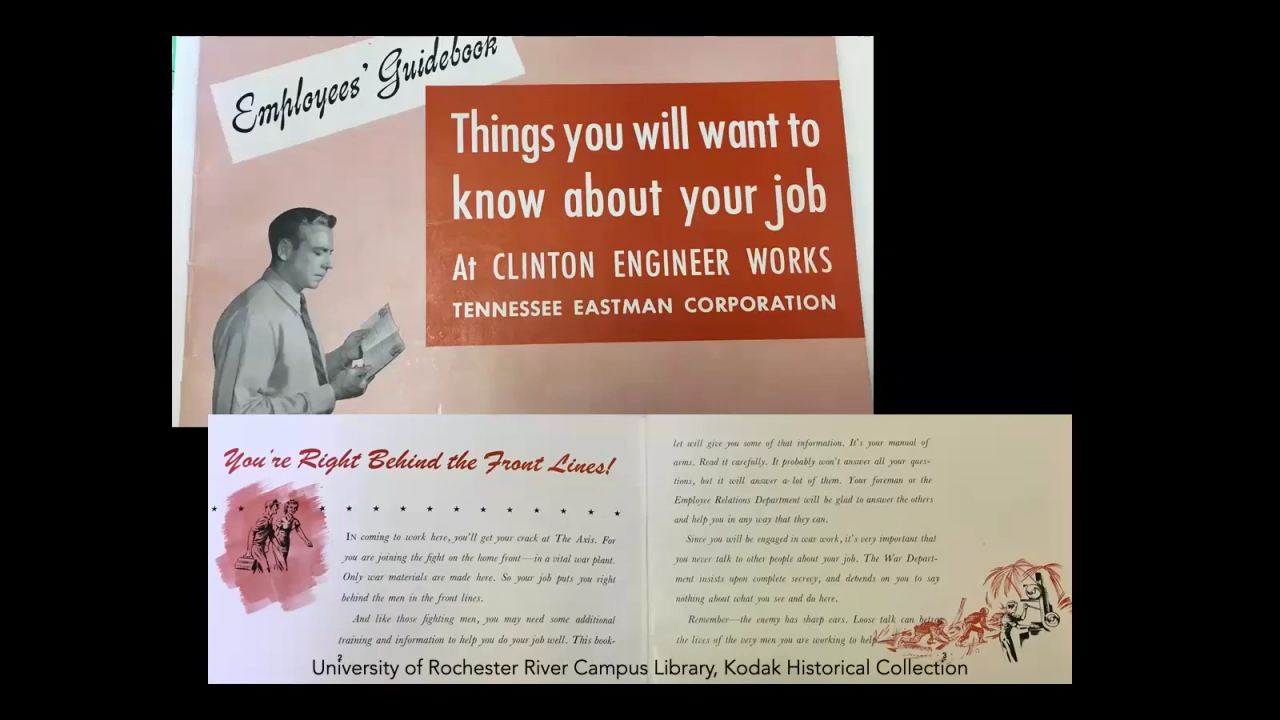 Employees' Guidebook
Things you will want to
know about your job
At CLINTON ENGINEER WORKS
TENNESSEE EASTMAN CORPORATION
You're Right Behind the Front Lines!
IN coming to work here, you'll get your crack at The Axis. For
you are joining the fight on the home front—in a vital war plant.
Only war materials are made here. So your job puts you right
behind the men in the front lines.
And like those fighting men, you may need some additional
training and information to help you do your job well. This book-
2
let will give you some of that information. It's your manual of
arms. Read it carefully. It probably won't answer all your ques-
tions, but it will answer a lot of them. Your foreman or the
Employee Relations Department will be glad to answer the others
and help you in any way that they can.
Since you will be engaged in war work, it's very important that
you never talk to other people about your job. The War Depart-
ment insists upon complete secrecy, and depends on you to say
nothing about what you see and do here.
Remember—the enemy has sharp ears. Loose talk can betray
the lives of the very men you are working to help.
3
University of Rochester River Campus Library, Kodak Historical Collection